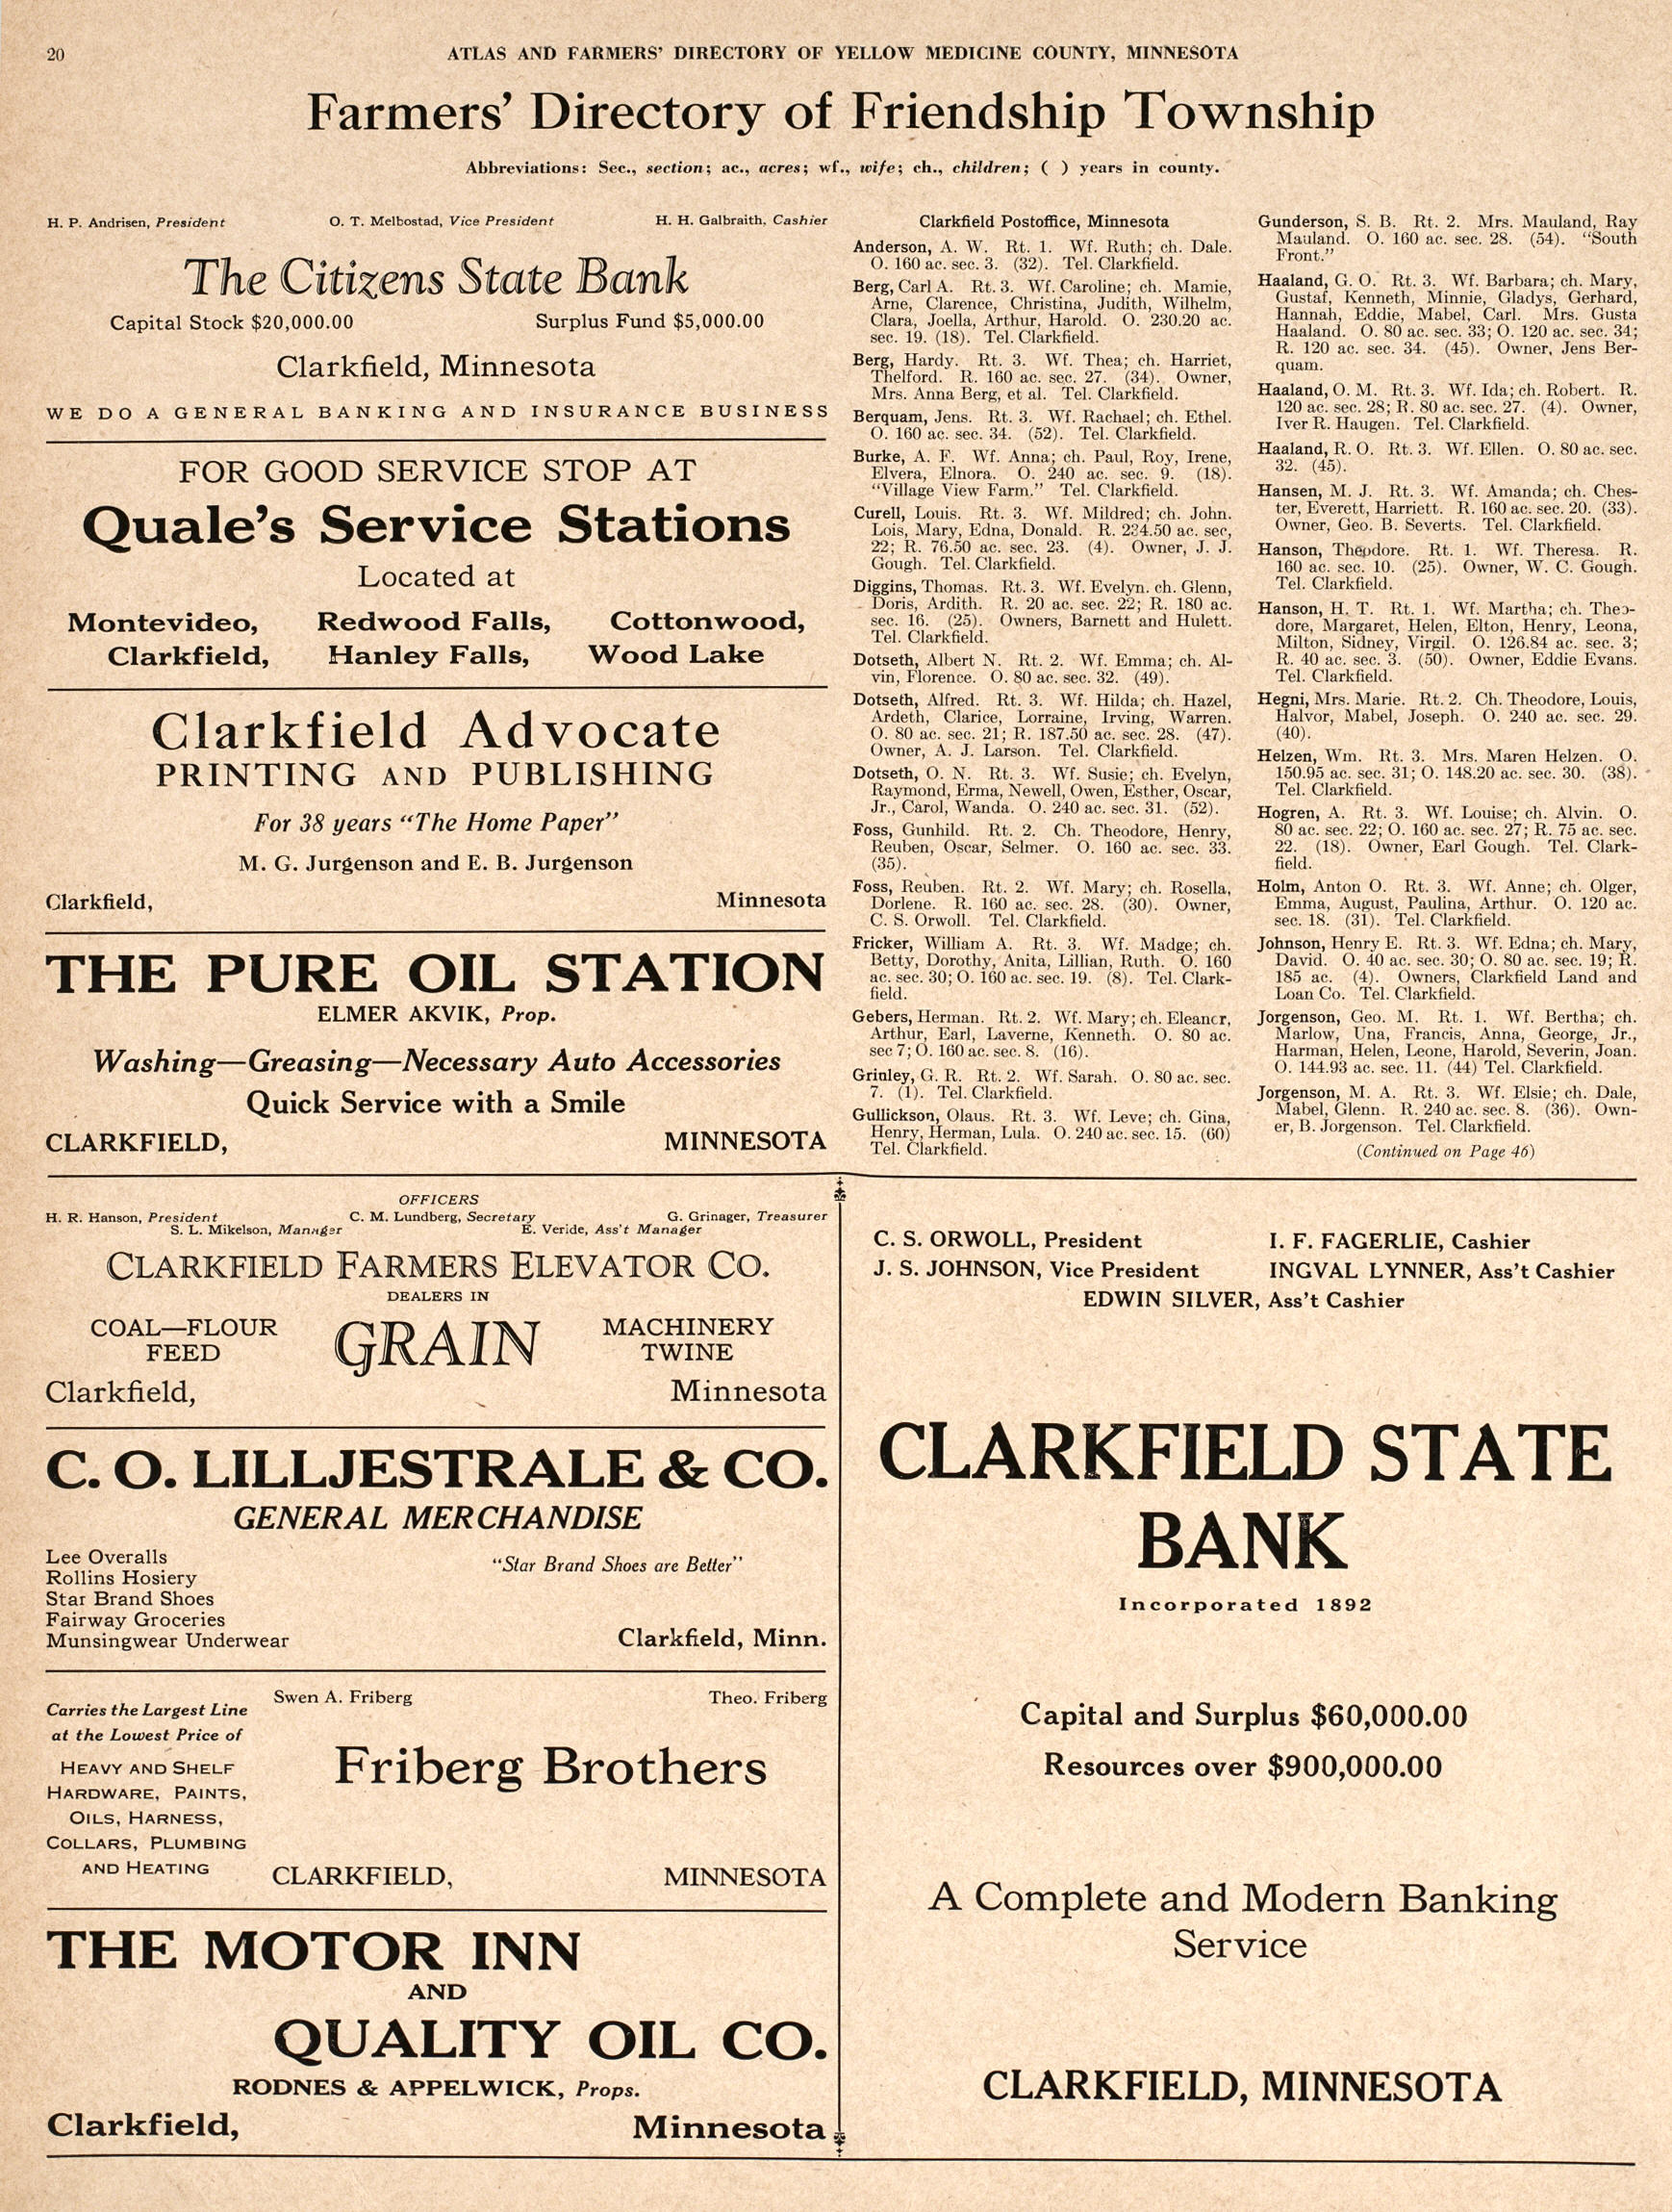 20
ATLAS AND FARMERS' DIRECTORY OF YELLOW MEDICINE COUNTY, MINNESOTA
Farmers' Directory of Friendship Township
Abbreviations: Sec., section; ac., acres; wf., wife; ch., children; ( ) years in county.
H. P. Andrisen, President O. T. Melbostad, Vice President H. H. Galbraith, Cashier
The Citizens State Bank
Capital Stock $20,000.00 Surplus Fund $5,000.00
Clarkfield, Minnesota
WE DO A GENERAL BANKING AND INSURANCE BUSINESS
FOR GOOD SERVICE STOP AT
Quale's Service Stations
Located at
Montevideo, Redwood Falls, Cottonwood,
Clarkfield, Hanley Falls, Wood Lake
Clarkfield Advocate
PRINTING AND PUBLISHING
For 38 years "The Home Paper"
M. G. Jurgenson and E. B. Jurgenson
Clarkfield, Minnesota
THE PURE OIL STATION
ELMER AKVIK, Prop.
Washing—Greasing—Necessary Auto Accessories
Quick Service with a Smile
CLARKFIELD, MINNESOTA
Clarkfield Postoffice, Minnesota
Anderson, A. W. Rt. 1. Wf. Ruth; ch. Dale.
O. 160 ac. sec. 3. (32). Tel. Clarkfield.
Berg, Carl A. Rt. 3. Wf. Caroline; ch. Mamie,
Arne, Clarence, Christina, Judith, Wilhelm,
Clara, Joella, Arthur, Harold. O. 230.20 ac.
sec. 19. (18). Tel. Clarkfield.
Berg, Hardy. Rt. 3. Wf. Thea; ch. Harriet,
Thelford. R. 160 ac. sec. 27. (34). Owner,
Mrs. Anna Berg, et al. Tel. Clarkfield.
Berquam, Jens. Rt. 3. Wf. Rachael; ch. Ethel.
O. 160 ac. sec. 34. (52). Tel. Clarkfield.
Burke, A. F. Wf. Anna; ch. Paul, Roy, Irene,
Elvera, Elnora. O. 240 ac. sec. 9. (18).
"Village View Farm." Tel. Clarkfield.
Curell, Louis. Rt. 3. Wf. Mildred; ch. John.
Lois, Mary, Edna, Donald. R. 234.50 ac. sec,
22; R. 76.50 ac. sec. 23. (4). Owner, J. J.
Gough. Tel. Clarkfield.
Diggins, Thomas. Rt. 3. Wf. Evelyn. ch. Glenn,
Doris, Ardith. R. 20 ac. sec. 22; R. 180 ac.
sec. 16. (25). Owners, Barnett and Hulett.
Tel. Clarkfield.
Dotseth, Albert N. Rt. 2. Wf. Emma; ch. Al-
vin, Florence. O. 80 ac. sec. 32. (49).
Dotseth, Alfred. Rt. 3. Wf. Hilda; ch. Hazel,
Ardeth, Clarice, Lorraine, Irving, Warren.
O. 80 ac. sec. 21; R. 187.50 ac. sec. 28. (47).
Owner, A. J. Larson. Tel. Clarkfield.
Dotseth, O. N. Rt. 3. Wf. Susie; ch. Evelyn,
Raymond, Erma, Newell, Owen, Esther, Oscar,
Jr., Carol, Wanda. O. 240 ac. sec. 31. (52).
Foss, Gunhild. Rt. 2. Ch. Theodore, Henry,
Reuben, Oscar, Selmer. O. 160 ac. sec. 33.
(35).
Foss, Reuben. Rt. 2. Wf. Mary; ch. Rosella,
Dorlene. R. 160 ac. sec. 28. (30). Owner,
C. S. Orwoll. Tel. Clarkfield.
Fricker, William A. Rt. 3. Wf. Madge; ch.
Betty, Dorothy, Anita, Lillian, Ruth. O. 160
ac. sec. 30; O. 160 ac. sec. 19. (8). Tel. Clark-
field.
Gebers, Herman. Rt. 2. Wf. Mary; ch. Eleancr,
Arthur, Earl, Laverne, Kenneth. O. 80 ac.
sec 7; O. 160 ac. sec. 8. (16).
Grinley, G. R. Rt. 2. Wf. Sarah. O. 80 ac. sec.
7. (1). Tel. Clarkfield.
Gullickson, Olaus. Rt. 3. Wf. Leve; ch. Gina,
Henry, Herman, Lula. O. 240 ac. sec. 15. (60)
Tel. Clarkfield.
Gunderson, S. B. Rt. 2. Mrs. Mauland, Ray
Mauland. O. 160 ac. sec. 28. (54). "South
Front."
Haaland, G. O. Rt. 3. Wf. Barbara; ch. Mary,
Gustaf, Kenneth, Minnie, Gladys, Gerhard,
Hannah, Eddie, Mabel, Carl. Mrs. Gusta
Haaland. O. 80 ac. sec. 33; O. 120 ac. sec. 34;
R. 120 ac. sec. 34. (45). Owner, Jens Ber-
quam.
Haaland, O. M. Rt. 3. Wf. Ida; ch. Robert. R.
120 ac. sec. 28; R. 80 ac. sec. 27. (4). Owner,
Iver R. Haugen. Tel. Clarkfield.
Haaland, R. O. Rt. 3. Wf. Ellen. O. 80 ac. sec.
32. (45).
Hansen, M. J. Rt. 3. Wf. Amanda; ch. Ches-
ter, Everett, Harriett. R. 160 ac. sec. 20. (33).
Owner, Geo. B. Severts. Tel. Clarkfield.
Hanson, Theodore. Rt. 1. Wf. Theresa. R.
160 ac. sec. 10. (25). Owner, W. C. Gough.
Tel. Clarkfield.
Hanson, H. T. Rt. 1. Wf. Martha; ch. Theo-
dore, Margaret, Helen, Elton, Henry, Leona,
Milton, Sidney, Virgil. O. 126.84 ac. sec. 3;
R. 40 ac. sec. 3. (50). Owner, Eddie Evans.
Tel. Clarkfield.
Hegni, Mrs. Marie. Rt. 2. Ch. Theodore, Louis,
Halvor, Mabel, Joseph. O. 240 ac. sec. 29.
(40).
Helzen, Wm. Rt. 3. Mrs. Maren Helzen. O.
150.95 ac. sec. 31; O. 148.20 ac. sec. 30. (38).
Tel. Clarkfield.
Hogren, A. Rt. 3. Wf. Louise; ch. Alvin. O.
80 ac. sec. 22; O. 160 ac. sec. 27; R. 75 ac. sec.
22. (18). Owner, Earl Gough. Tel. Clark-
field.
Holm, Anton O. Rt. 3. Wf. Anne; ch. Olger,
Emma, August, Paulina, Arthur. O. 120 ac.
sec. 18. (31). Tel. Clarkfield.
Johnson, Henry E. Rt. 3. Wf. Edna; ch. Mary,
David. O. 40 ac. sec. 30; O. 80 ac. sec. 19; R.
185 ac. (4). Owners, Clarkfield Land and
Loan Co. Tel. Clarkfield.
Jorgenson, Geo. M. Rt. 1. Wf. Bertha; ch.
Marlow, Una, Francis, Anna, George, Jr.,
Harman, Helen, Leone, Harold, Severin, Joan.
O. 144.93 ac. sec. 11. (44) Tel. Clarkfield.
Jorgenson, M. A. Rt. 3. Wf. Elsie; ch. Dale,
Mabel, Glenn. R. 240 ac. sec. 8. (36). Own-
er, B. Jorgenson. Tel. Clarkfield.
(Continued on Page 46)
OFFICERS
H. R. Hanson, President C. M. Lundberg, Secretary G. Grinager, Treasurer
S. L. Mikelson, Manager E. Veride, Ass't Manager
CLARKFIELD FARMERS ELEVATOR CO.
DEALERS IN
COAL—FLOUR
FEED
GRAIN
MACHINERY
TWINE
Clarkfield, Minnesota
C. O. LILLJESTRALE & CO.
GENERAL MERCHANDISE
Lee Overalls
Rollins Hosiery
Star Brand Shoes
Fairway Groceries
Munsingwear Underwear
"Star Brand Shoes are Better"
Clarkfield, Minn.
Carries the Largest Line
at the Lowest Price of
HEAVY AND SHELF
HARDWARE, PAINTS,
OILS, HARNESS,
COLLARS, PLUMBING
AND HEATING
Swen A. Friberg Theo. Friberg
Friberg Brothers
CLARKFIELD, MINNESOTA
THE MOTOR INN
AND
QUALITY OIL CO.
RODNES & APPELWICK, Props.
Clarkfield, Minnesota
C. S. ORWOLL, President I. F. FAGERLIE, Cashier
J. S. JOHNSON, Vice President INGVAL LYNNER, Ass't Cashier
EDWIN SILVER, Ass't Cashier
CLARKFIELD STATE
BANK
Incorporated 1892
Capital and Surplus $60,000.00
Resources over $900,000.00
A Complete and Modern Banking
Service
CLARKFIELD, MINNESOTA